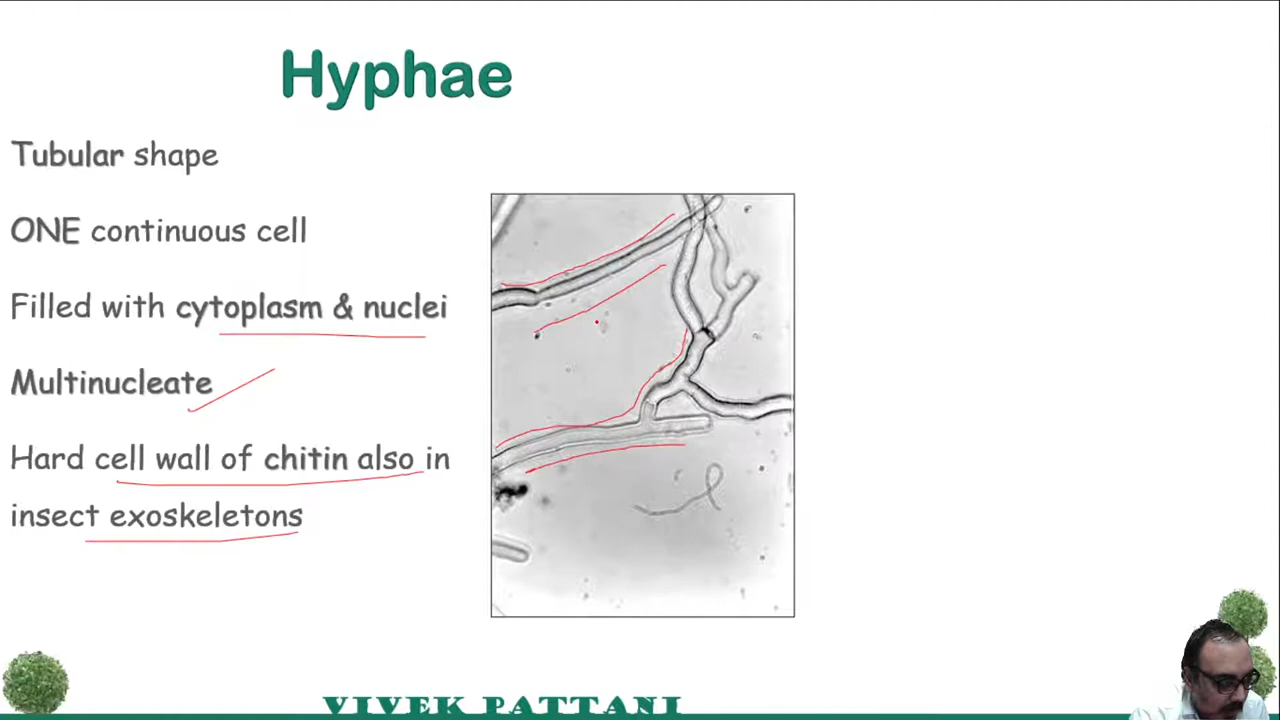 Hyphae
Tubular shape
ONE continuous cell
Filled with cytoplasm & nuclei
Multinucleate
Hard cell wall of chitin also in
insect exoskeletons
VIVEK PATTANI